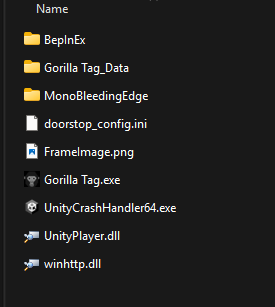 Name
BepInEx
Gorilla Tag_Data
MonoBleedingEdge
doorstop_config.ini
FrameImage.png
Gorilla Tag.exe
UnityCrashHandler64.exe
UnityPlayer.dll
winhttp.dll